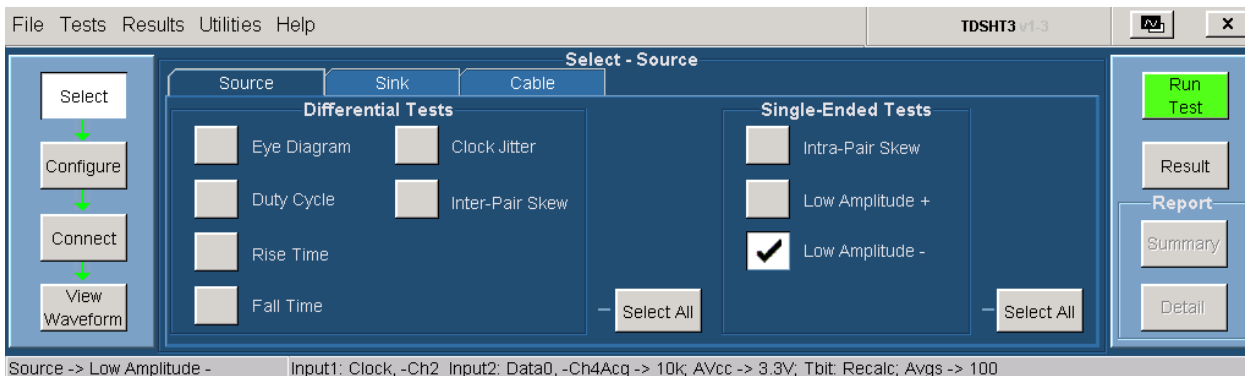 File Tests Results Utilities Help
TDSHT3 v1-3
x
Select - Source
Select
Configure
Connect
View
Waveform
Source Sink Cable
Differential Tests
Eye Diagram Clock Jitter
Duty Cycle Inter-Pair Skew
Rise Time
Fall Time
Select All
Single-Ended Tests
Intra-Pair Skew
Low Amplitude +
Low Amplitude -
Select All
Run
Test
Result
Report
Summary
Detail
Source -> Low Amplitude - Input1: Clock, -Ch2 Input2: Data0, -Ch4Acq -> 10k; AVcc -> 3.3V; Tbit: Recalc; Avgs -> 100